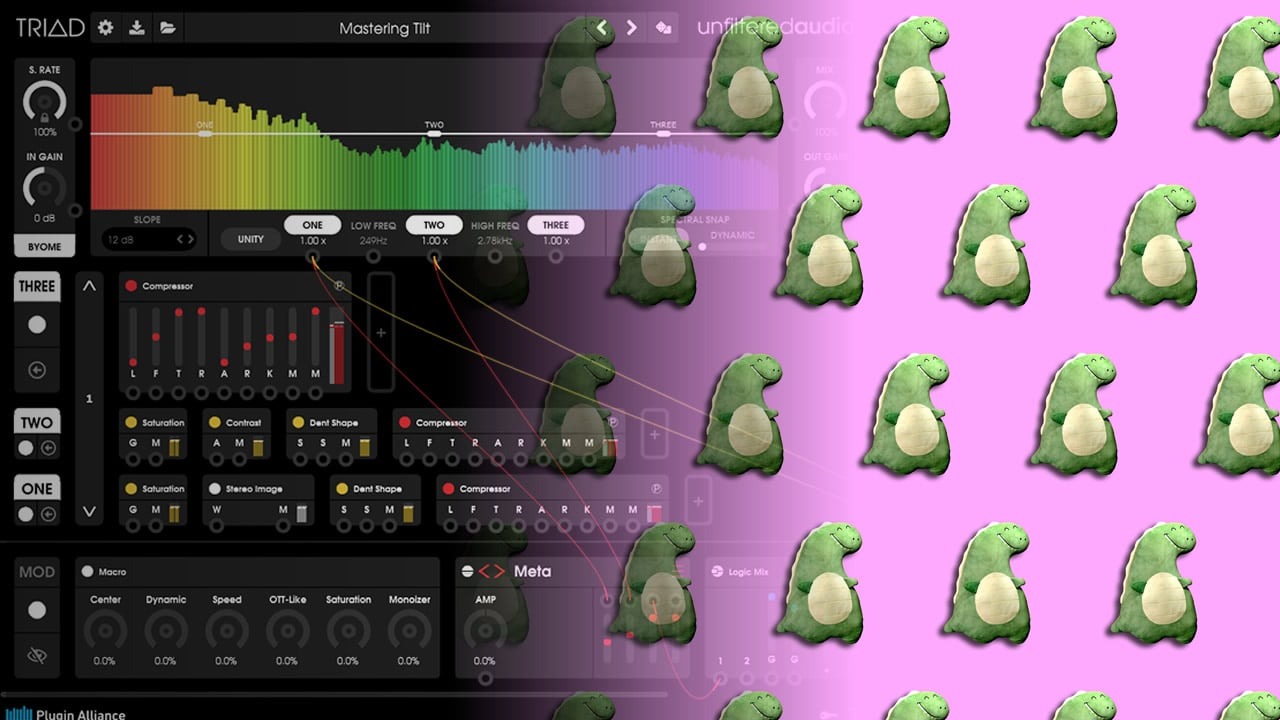 TRIAD
Mastering Tilt
unfilteredaudio
S. RATE
100%
IN GAIN
0 dB
BYOME
ONE
TWO
THREE
MIX
100%
OUT GAIN
SLOPE
12 dB
UNITY
ONE
1.00 x
LOW FREQ
249Hz
TWO
1.00 x
HIGH FREQ
2.78kHz
THREE
1.00 x
SPECTRAL SNAP
INSTANT
DYNAMIC
THREE
Compressor
P
L F T R A R K M M
1
TWO
Saturation
G M
Contrast
A M
Dent Shape
S S M
Compressor
P
L F T R A R K M M
ONE
Saturation
G M
Stereo Image
W M
Dent Shape
S S M
Compressor
P
L F T R A R K M M
MOD
Macro
Center Dynamic Speed OTT-Like Saturation Monoizer
0.0% 0.0% 0.0% 0.0% 0.0% 0.0%
Meta
AMP
0.0%
Logic Mix
1 2 G G
Plugin Alliance